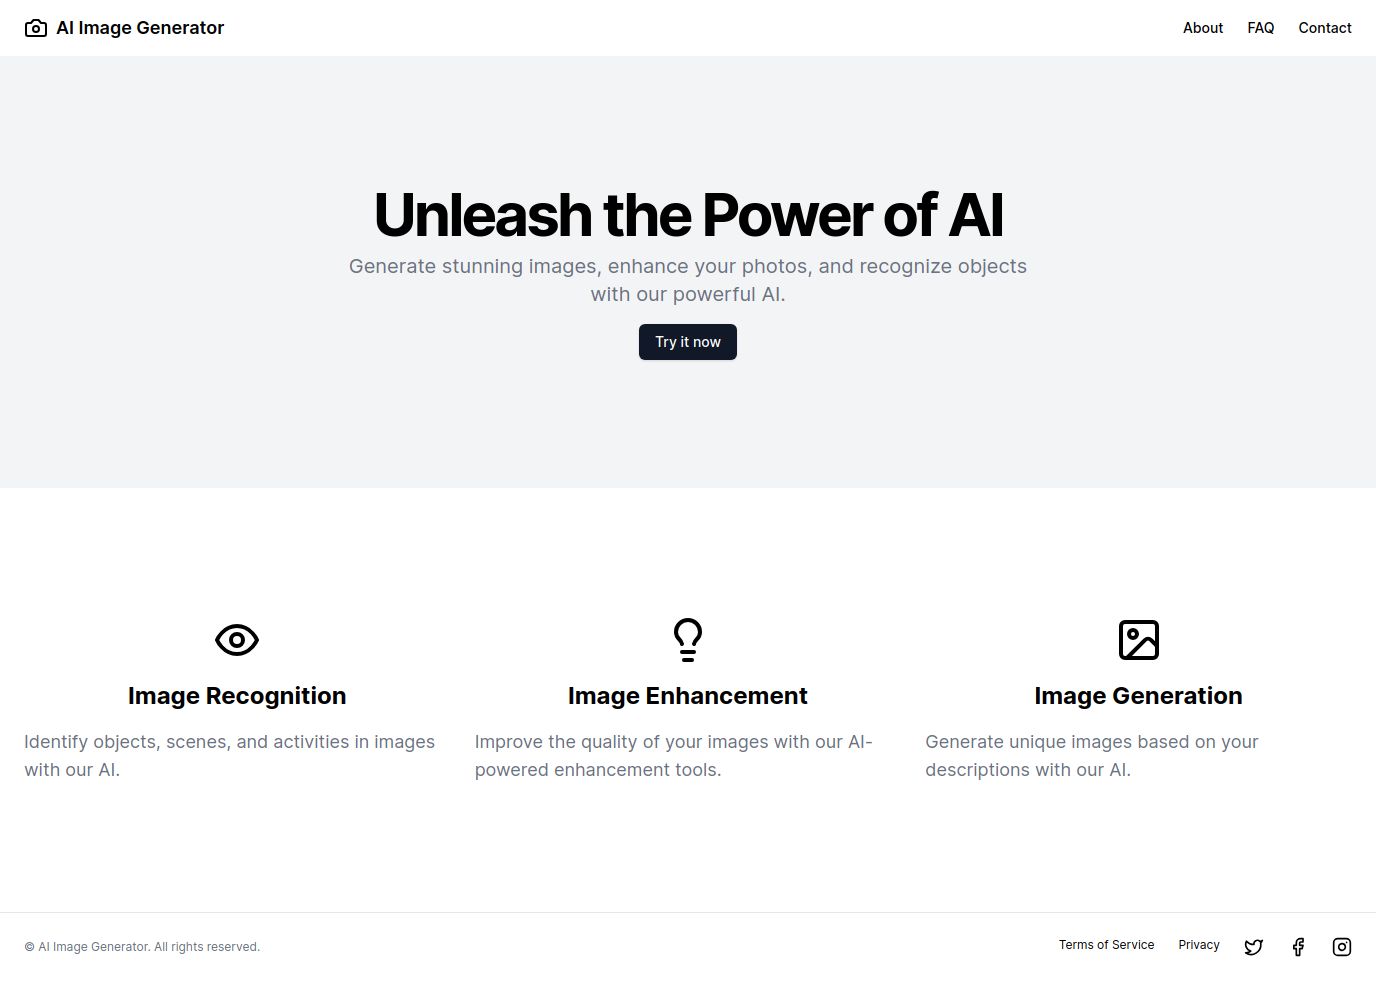 AI Image Generator
About
FAQ
Contact
Unleash the Power of AI
Generate stunning images, enhance your photos, and recognize objects
with our powerful AI.
Try it now
Image Recognition
Identify objects, scenes, and activities in images
with our AI.
Image Enhancement
Improve the quality of your images with our AI-
powered enhancement tools.
Image Generation
Generate unique images based on your
descriptions with our AI.
© AI Image Generator. All rights reserved.
Terms of Service
Privacy